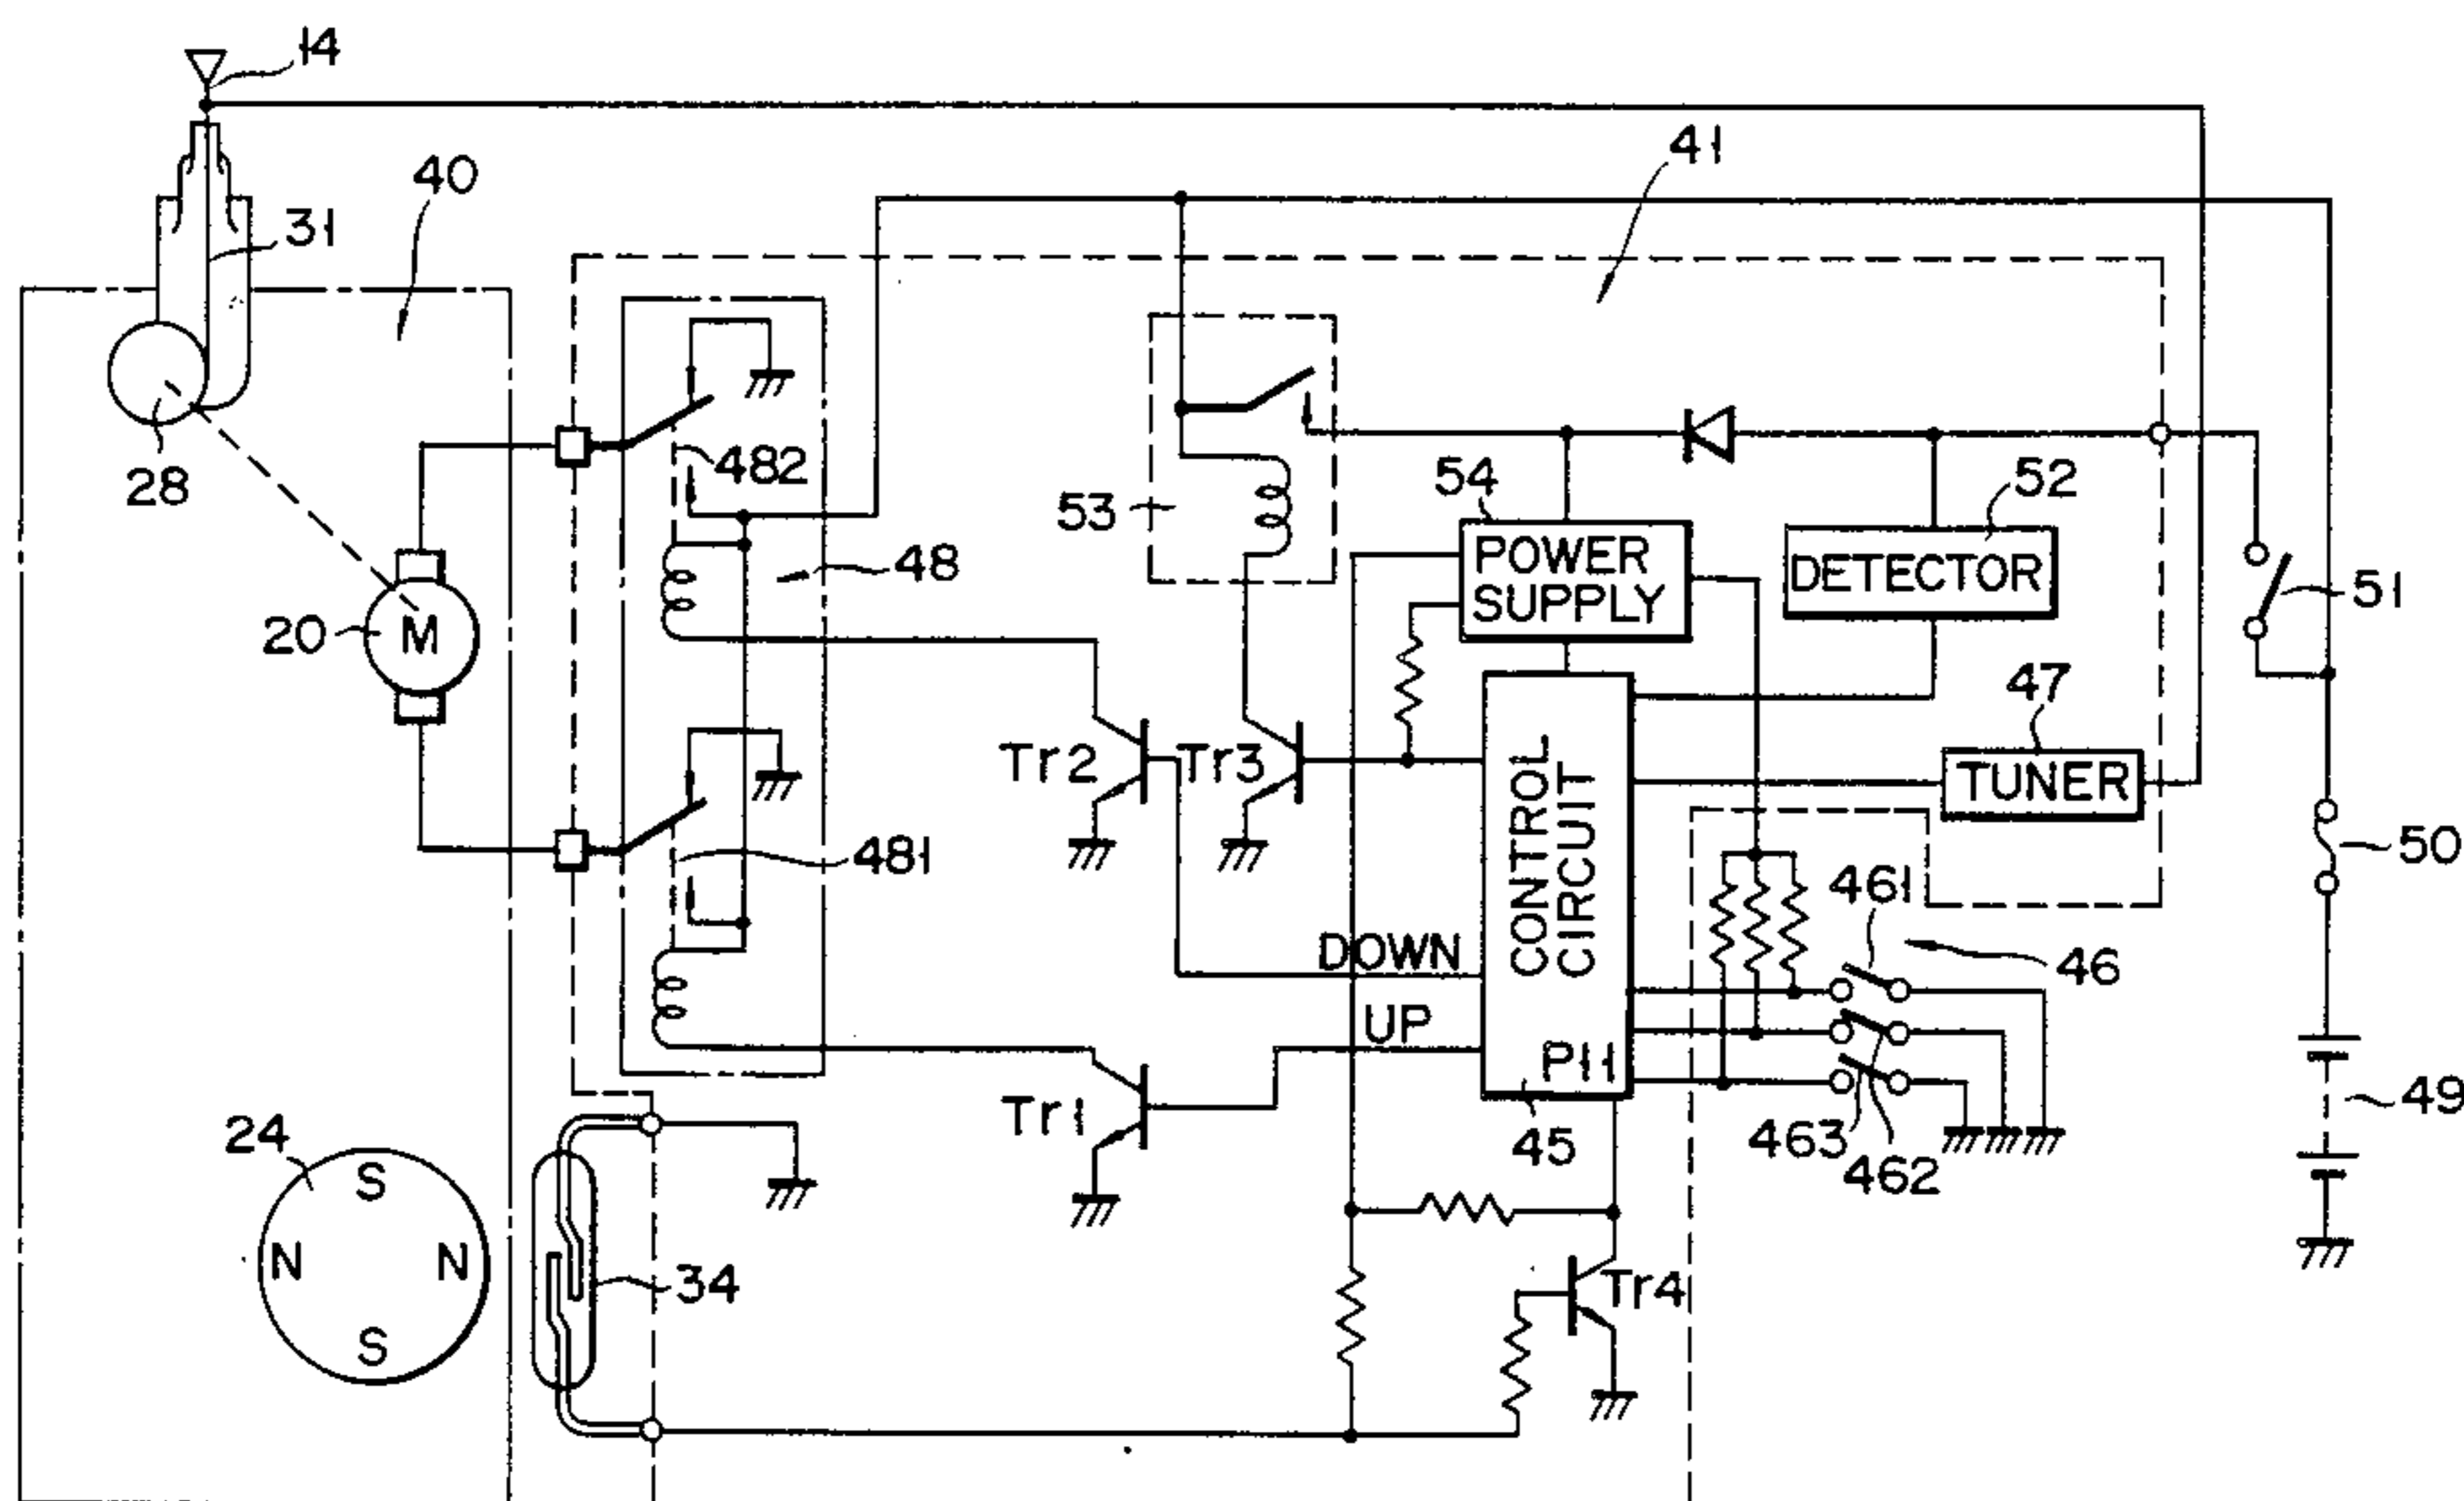 14
40
41
31
482
54
52
53
28
POWER
SUPPLY
DETECTOR
48
51
20
M
47
Tr2
Tr3
TUNER
CONTROL
CIRCUIT
50
481
461
46
DOWN
UP
P11
49
Tr1
24
S
45
463
462
N
N
34
Tr4
S